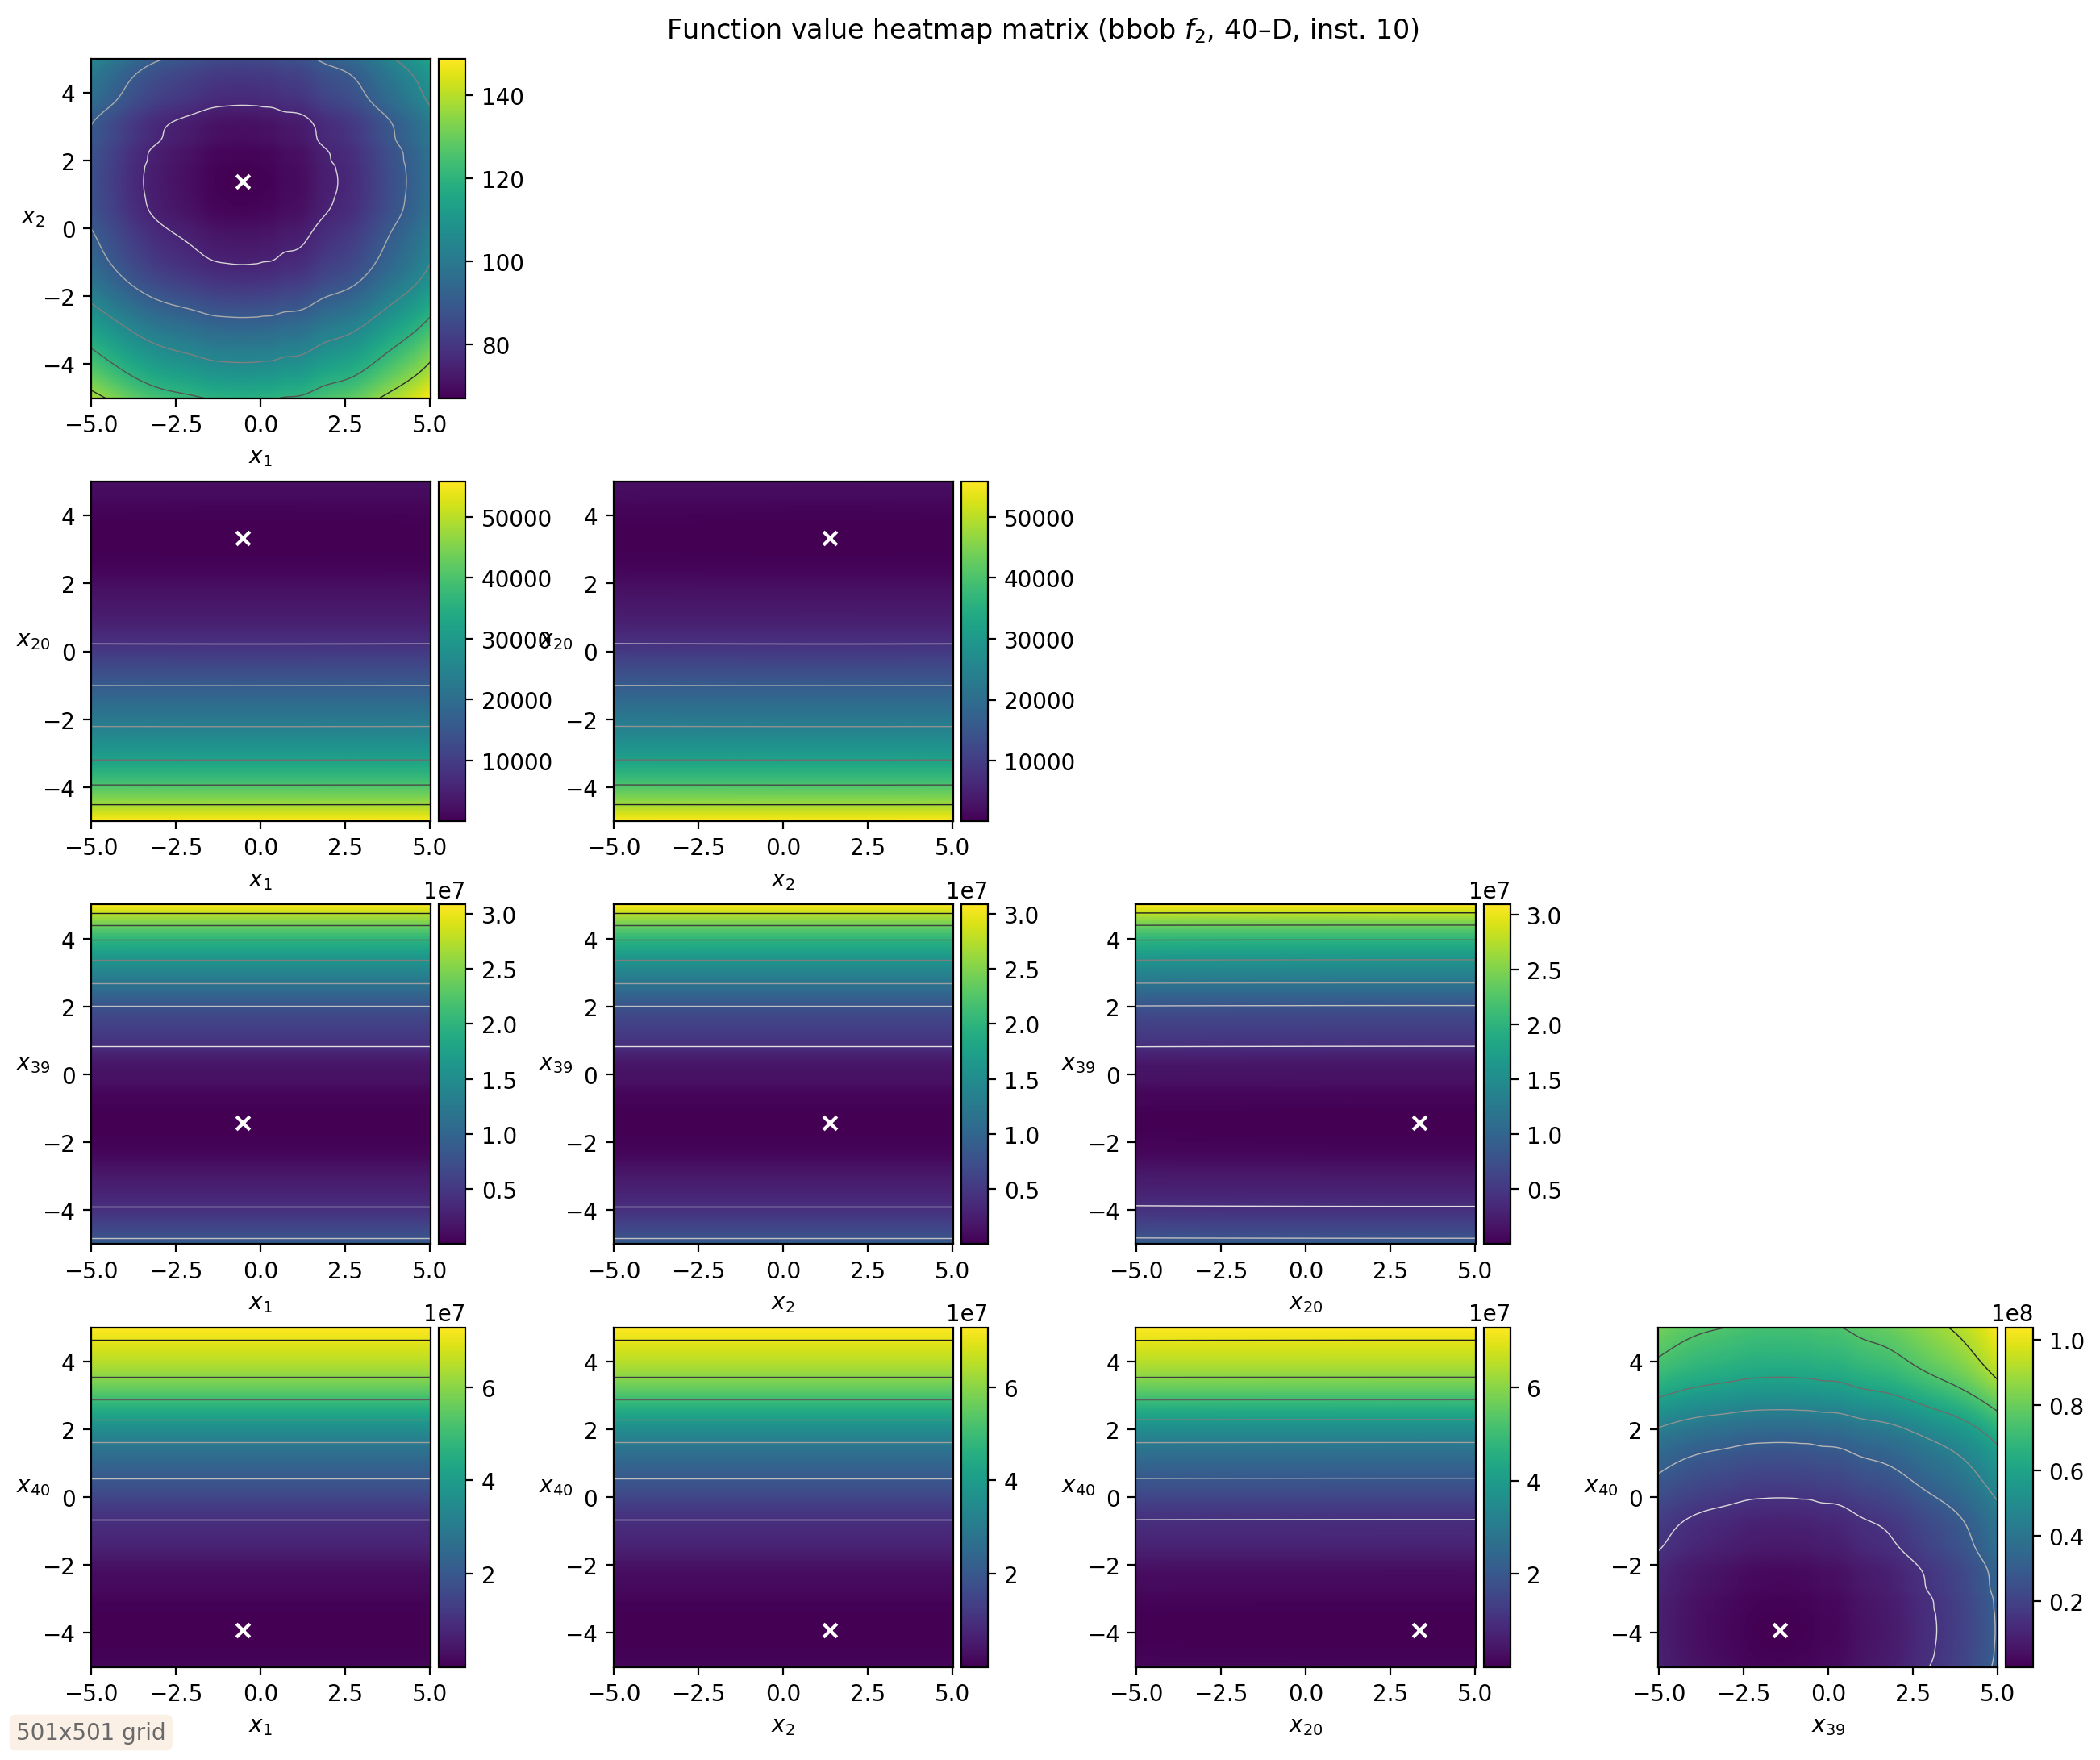 Function value heatmap matrix (bbob f₂, 40–D, inst. 10)
4 2 0 −2 −4
x₂
140 120 100 80
−5.0 −2.5 0.0 2.5 5.0
x₁
4 2 0 −2 −4
x₂₀
50000 40000 30000 20000 10000
−5.0 −2.5 0.0 2.5 5.0
x₁
4 2 0 −2 −4
x₂₀
50000 40000 30000 20000 10000
−5.0 −2.5 0.0 2.5 5.0
x₂
1e7
4 2 0 −2 −4
x₃₉
3.0 2.5 2.0 1.5 1.0 0.5
−5.0 −2.5 0.0 2.5 5.0
x₁
1e7
4 2 0 −2 −4
x₃₉
3.0 2.5 2.0 1.5 1.0 0.5
−5.0 −2.5 0.0 2.5 5.0
x₂
1e7
4 2 0 −2 −4
x₃₉
3.0 2.5 2.0 1.5 1.0 0.5
−5.0 −2.5 0.0 2.5 5.0
x₂₀
1e7
4 2 0 −2 −4
x₄₀
6 4 2
−5.0 −2.5 0.0 2.5 5.0
x₁
1e7
4 2 0 −2 −4
x₄₀
6 4 2
−5.0 −2.5 0.0 2.5 5.0
x₂
1e7
4 2 0 −2 −4
x₄₀
6 4 2
−5.0 −2.5 0.0 2.5 5.0
x₂₀
1e8
4 2 0 −2 −4
x₄₀
1.0 0.8 0.6 0.4 0.2
−5.0 −2.5 0.0 2.5 5.0
x₃₉
501x501 grid